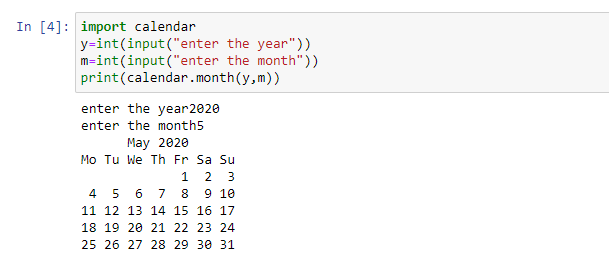 In [4]: import calendar
y=int(input("enter the year"))
m=int(input("enter the month"))
print(calendar.month(y,m))
enter the year2020
enter the month5
      May 2020
Mo Tu We Th Fr Sa Su
             1  2  3
 4  5  6  7  8  9 10
11 12 13 14 15 16 17
18 19 20 21 22 23 24
25 26 27 28 29 30 31